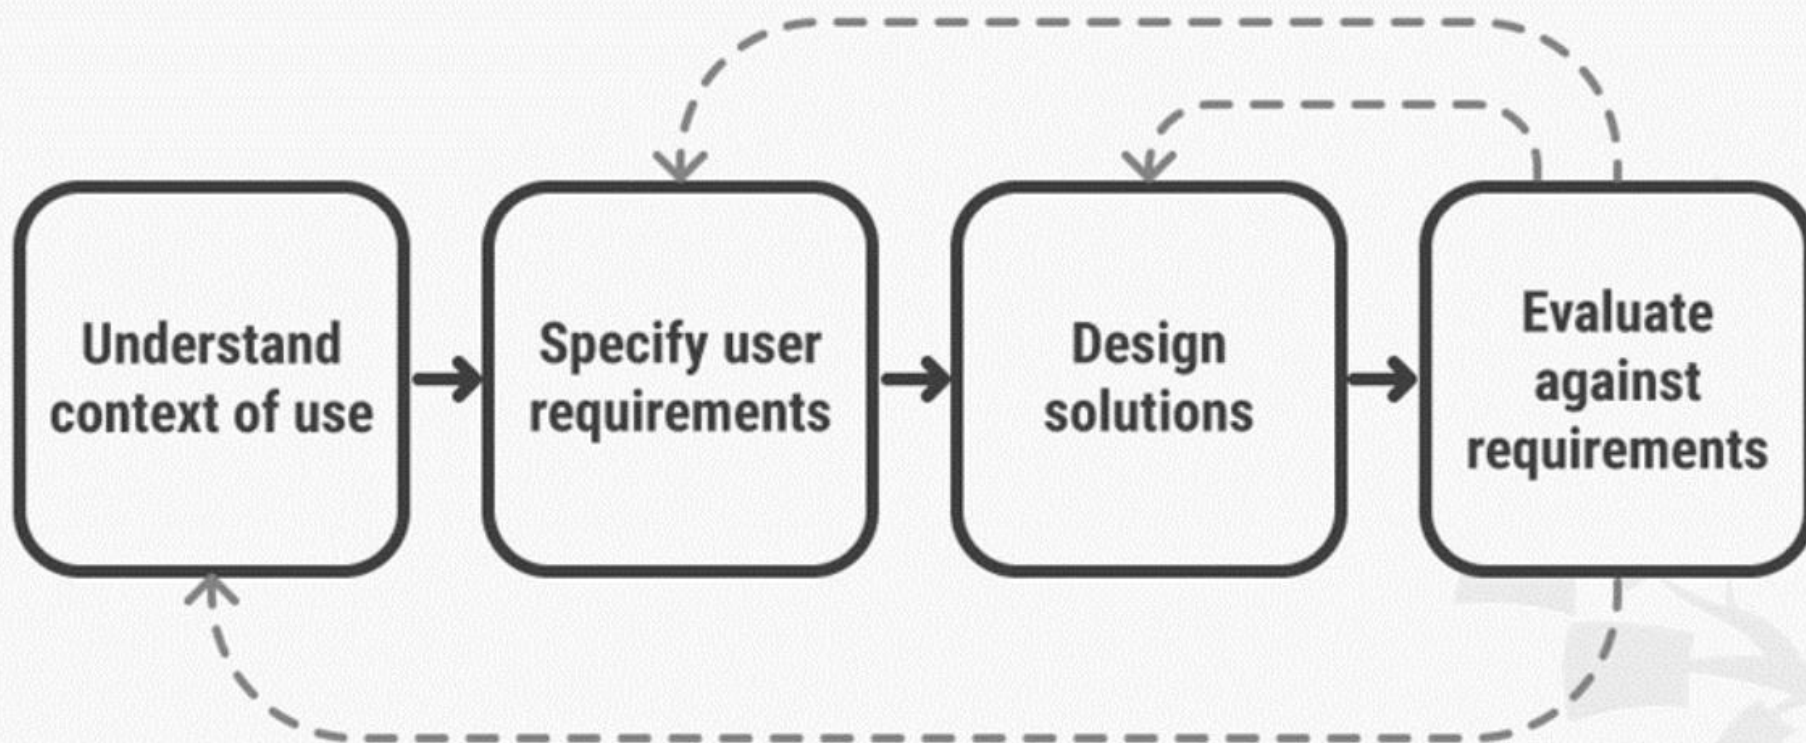 Understand
context of use
Specify user
requirements
Design
solutions
Evaluate
against
requirements